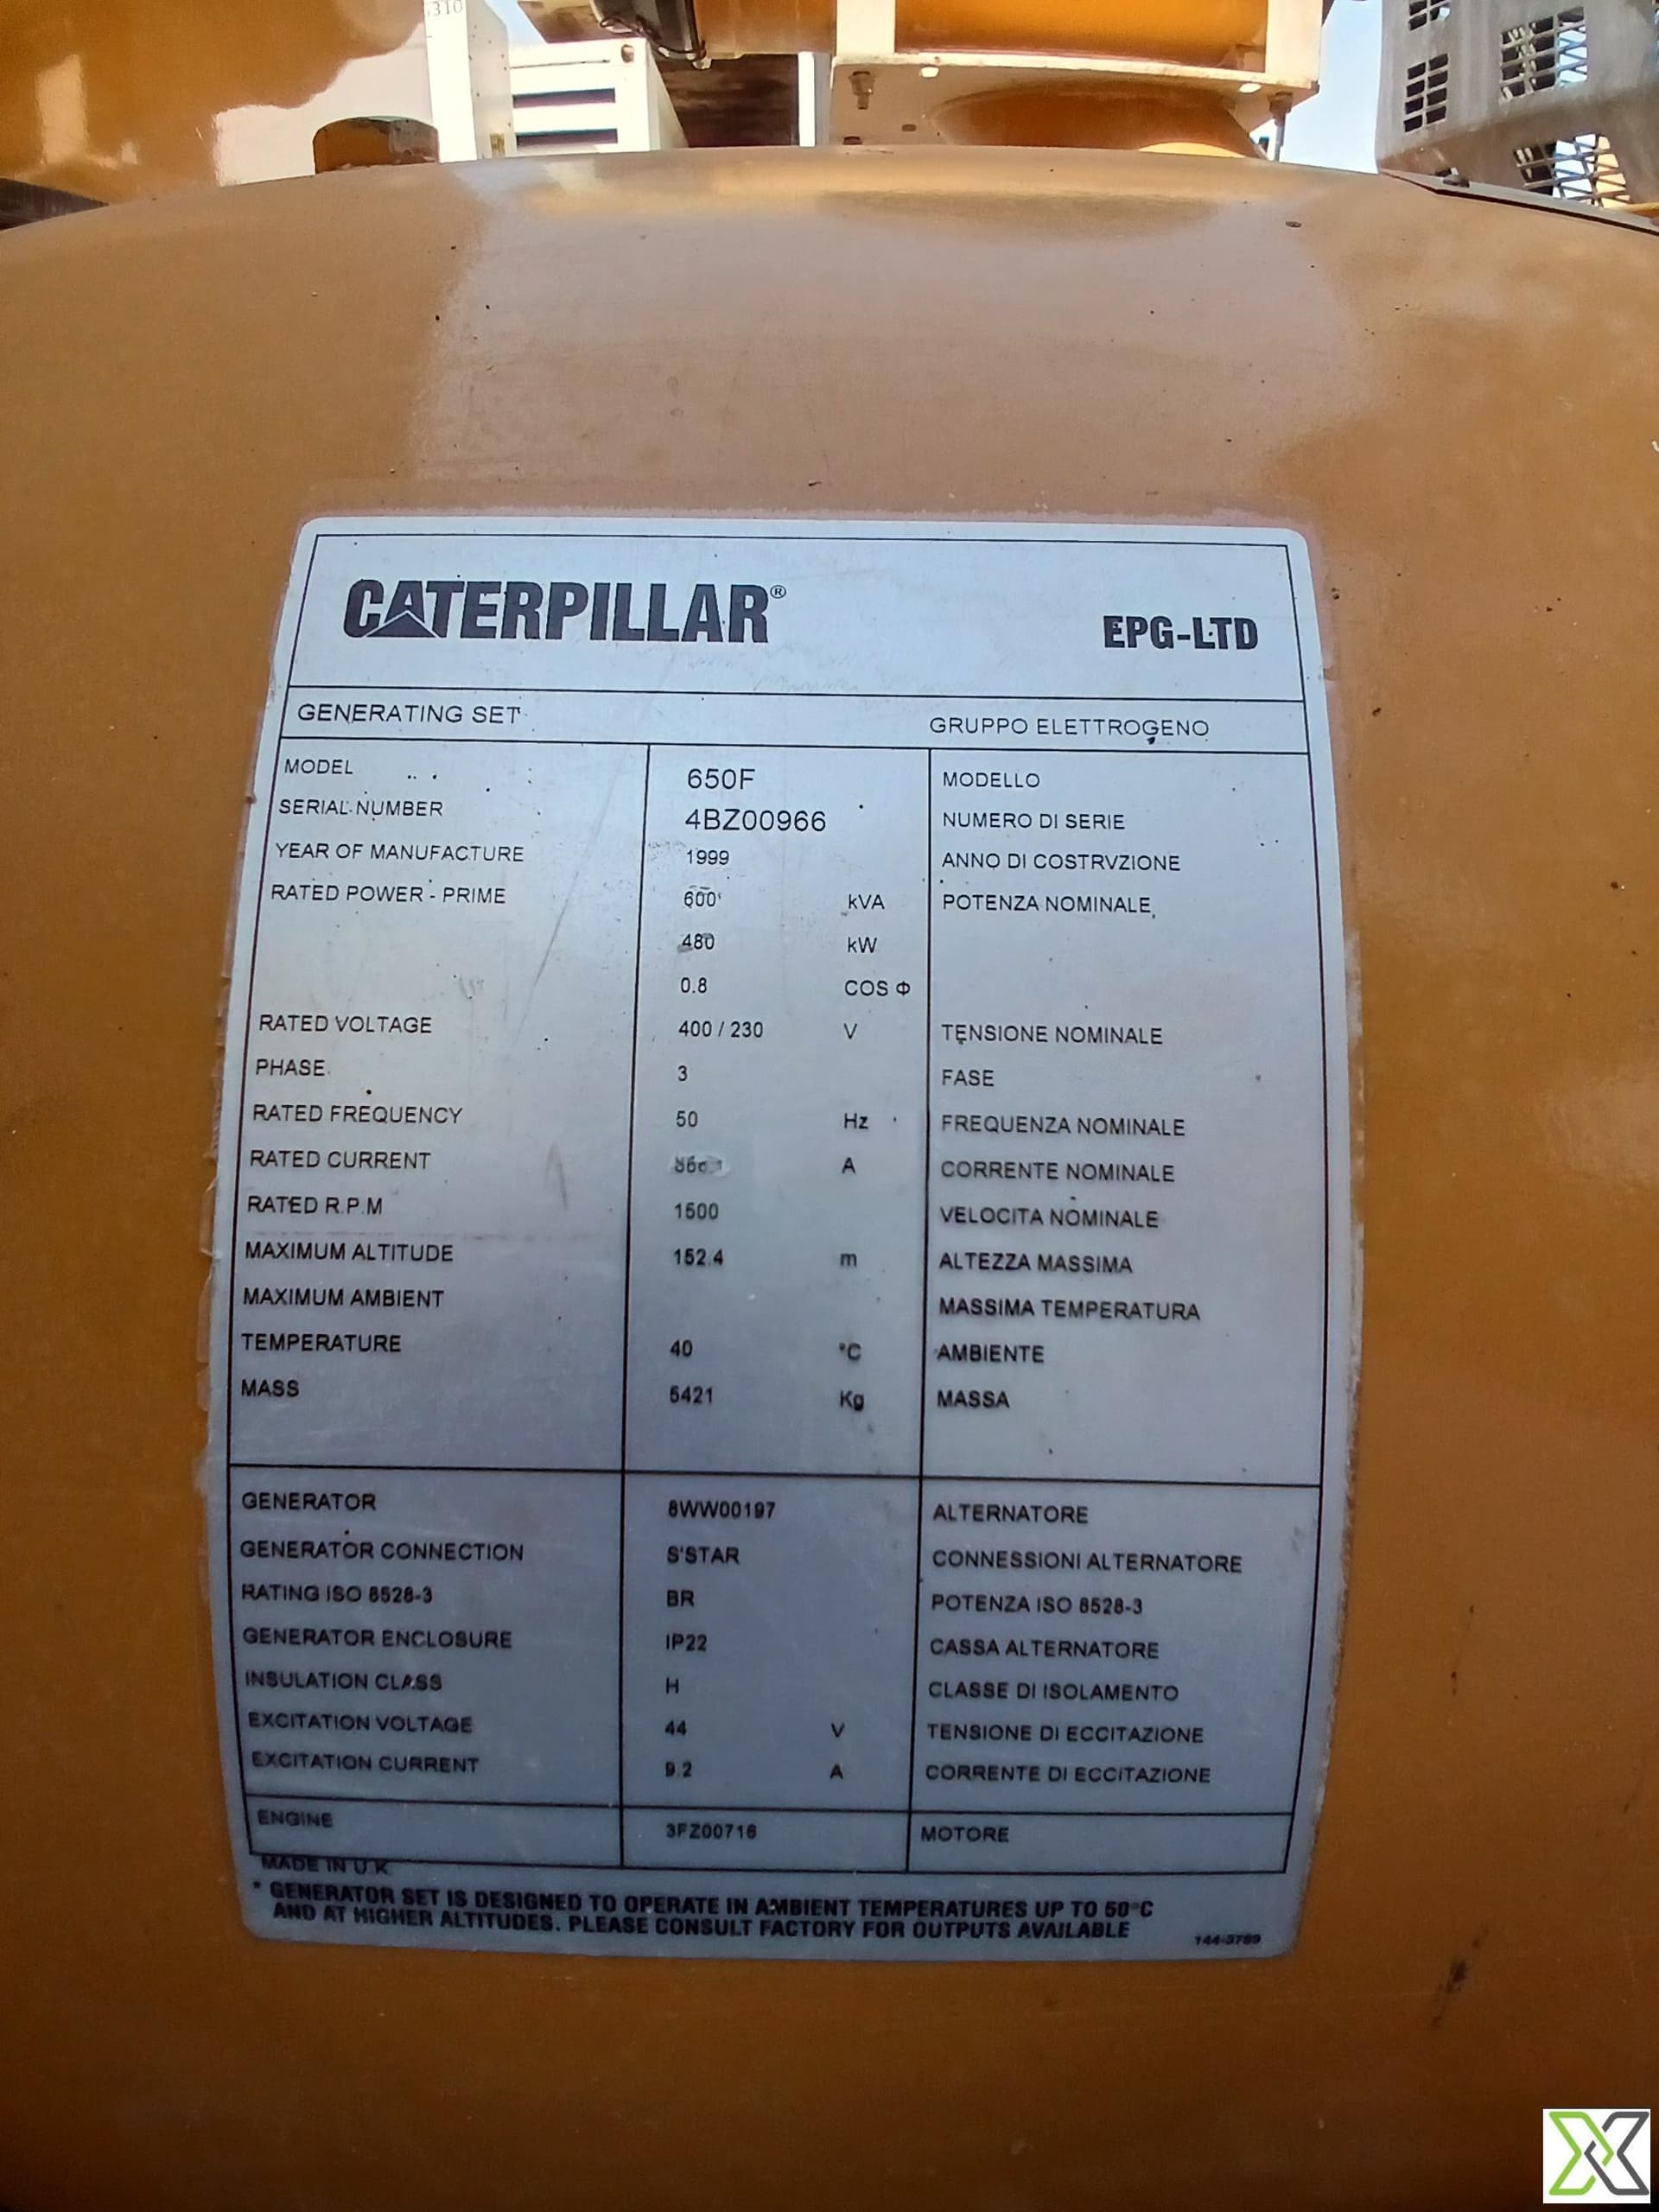 310
CATERPILLAR®
EPG-LTD
GENERATING SET GRUPPO ELETTROGENO
MODEL 650F MODELLO
SERIAL NUMBER 4BZ00966 NUMERO DI SERIE
YEAR OF MANUFACTURE 1999 ANNO DI COSTRVZIONE
RATED POWER - PRIME 600 kVA POTENZA NOMINALE
480 kW
0.8 COS Φ
RATED VOLTAGE 400 / 230 V TENSIONE NOMINALE
PHASE 3 FASE
RATED FREQUENCY 50 Hz FREQUENZA NOMINALE
RATED CURRENT A CORRENTE NOMINALE
RATED R.P.M 1500 VELOCITA NOMINALE
MAXIMUM ALTITUDE 152.4 m ALTEZZA MASSIMA
MAXIMUM AMBIENT MASSIMA TEMPERATURA
TEMPERATURE 40 °C AMBIENTE
MASS 5421 Kg MASSA
GENERATOR 8WW00197 ALTERNATORE
GENERATOR CONNECTION S'STAR CONNESSIONI ALTERNATORE
RATING ISO 8528-3 BR POTENZA ISO 8528-3
GENERATOR ENCLOSURE IP22 CASSA ALTERNATORE
INSULATION CLASS H CLASSE DI ISOLAMENTO
EXCITATION VOLTAGE 44 V TENSIONE DI ECCITAZIONE
EXCITATION CURRENT 9.2 A CORRENTE DI ECCITAZIONE
ENGINE 3FZ00716 MOTORE
MADE IN U.K.
* GENERATOR SET IS DESIGNED TO OPERATE IN AMBIENT TEMPERATURES UP TO 50°C
AND AT HIGHER ALTITUDES. PLEASE CONSULT FACTORY FOR OUTPUTS AVAILABLE
144-3789